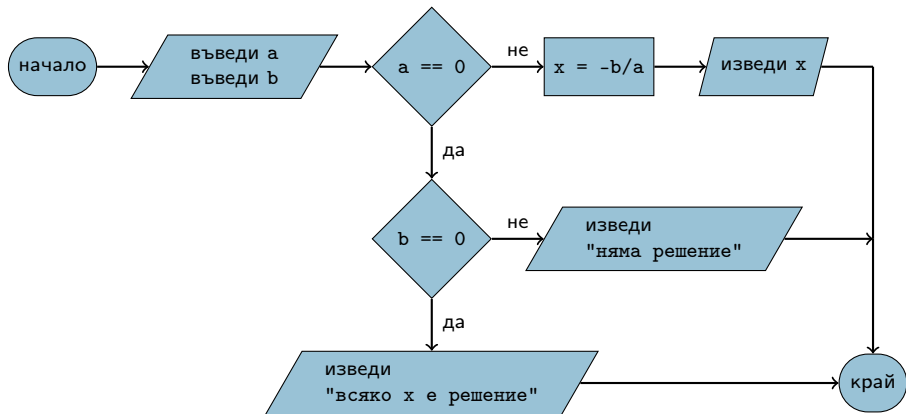 начало
въведи a
въведи b
a == 0
не
x = -b/a
изведи x
да
b == 0
не
изведи
"няма решение"
да
изведи
"всяко x е решение"
край